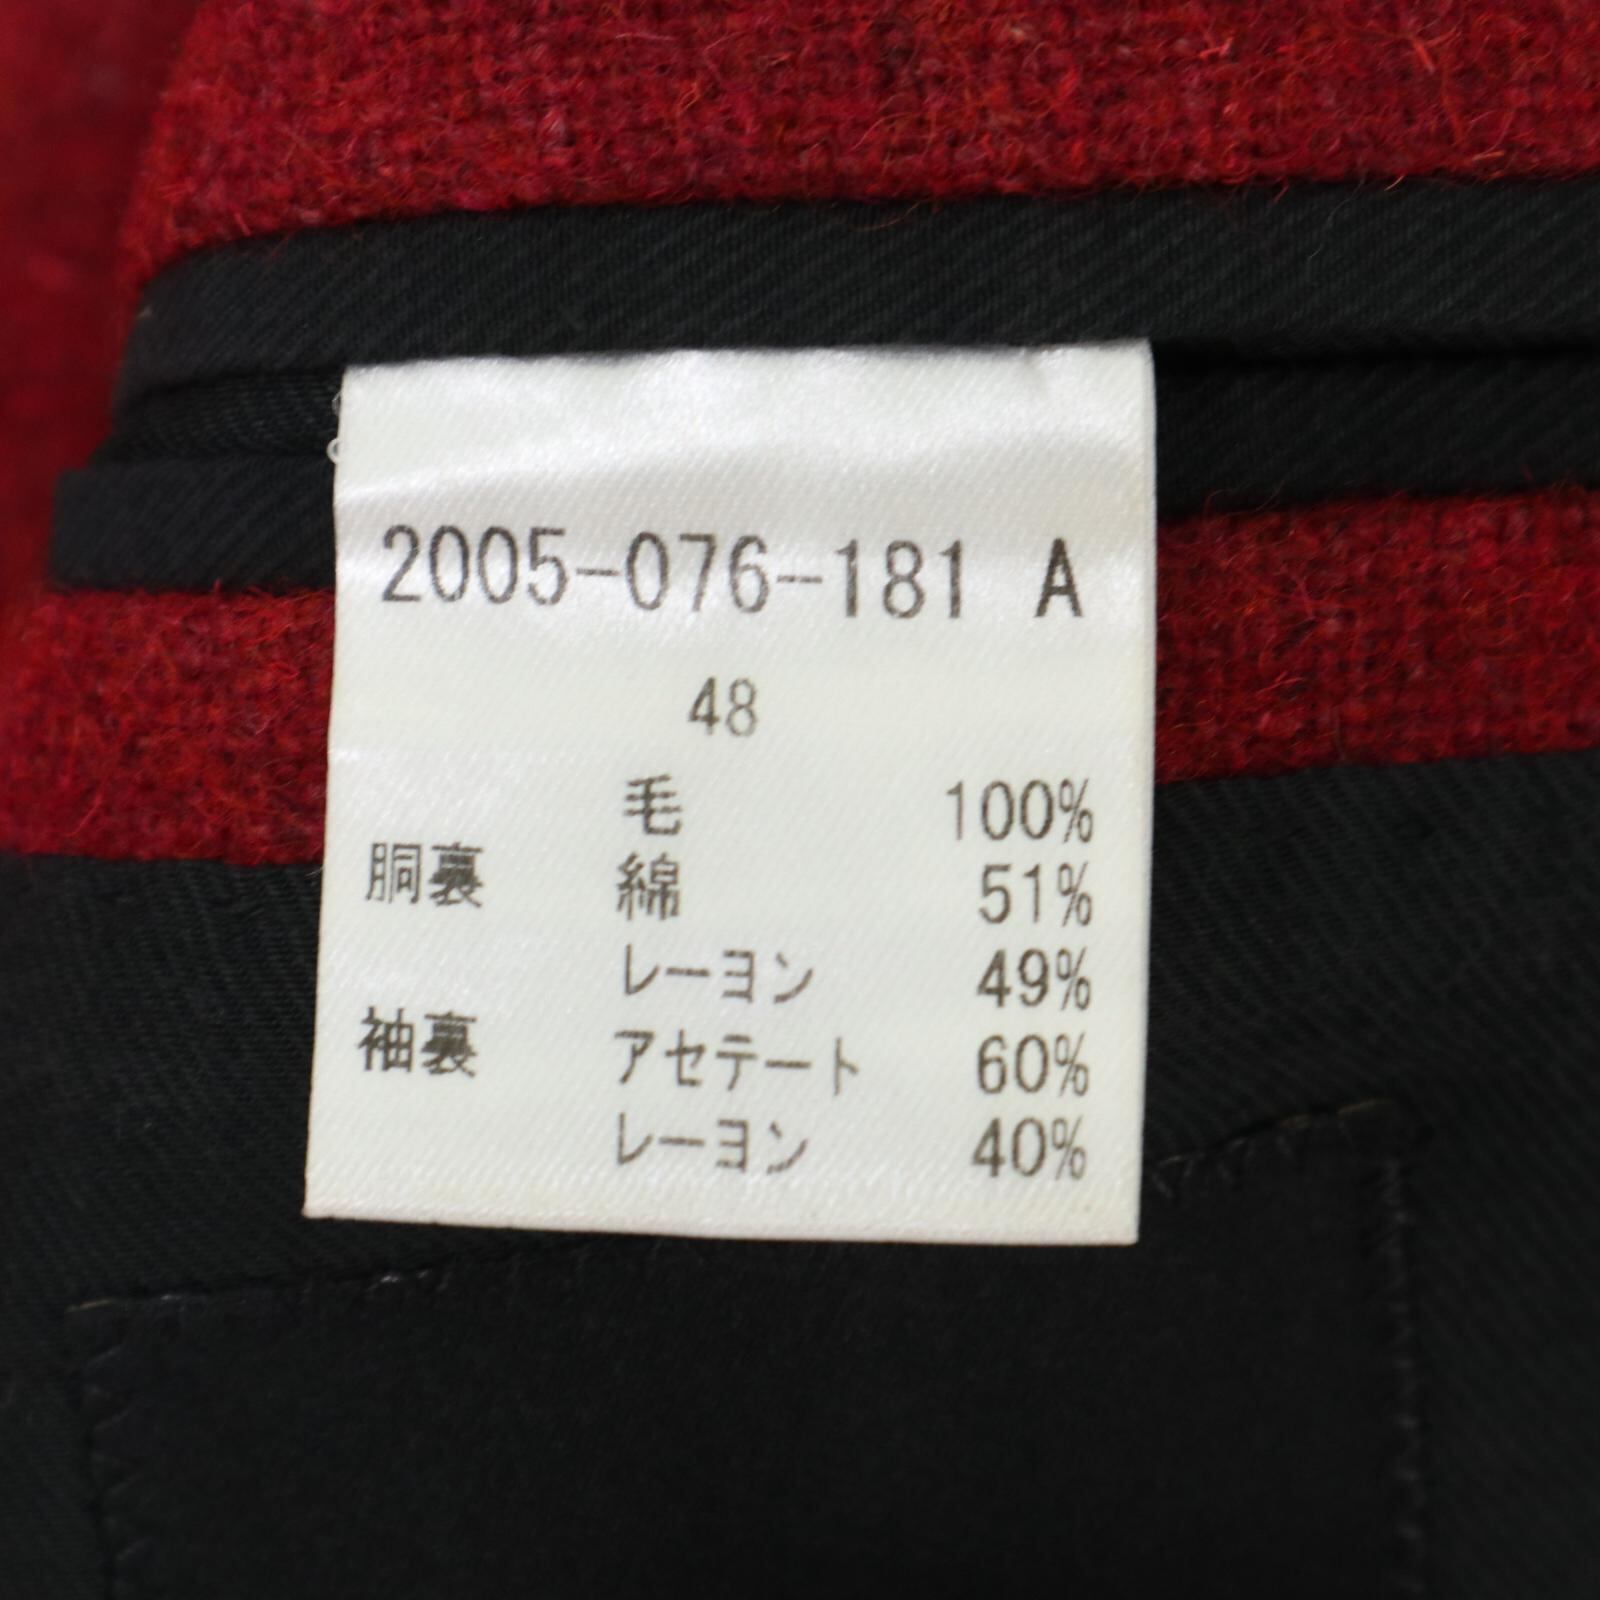 2005-076-181 A
48
毛 100%
胴裏 綿 51%
レーヨン 49%
袖裏 アセテート 60%
レーヨン 40%